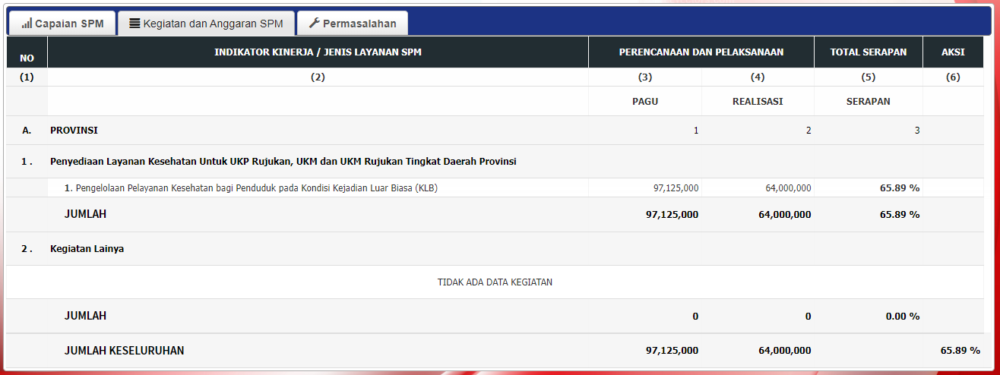 Capaian SPM Kegiatan dan Anggaran SPM Permasalahan
NO INDIKATOR KINERJA / JENIS LAYANAN SPM PERENCANAAN DAN PELAKSANAAN TOTAL SERAPAN AKSI
(1) (2) (3) (4) (5) (6)
PAGU REALISASI SERAPAN
A. PROVINSI 1 2 3
1 . Penyediaan Layanan Kesehatan Untuk UKP Rujukan, UKM dan UKM Rujukan Tingkat Daerah Provinsi
1. Pengelolaan Pelayanan Kesehatan bagi Penduduk pada Kondisi Kejadian Luar Biasa (KLB) 97,125,000 64,000,000 65.89 %
JUMLAH 97,125,000 64,000,000 65.89 %
2 . Kegiatan Lainya
TIDAK ADA DATA KEGIATAN
JUMLAH 0 0 0.00 %
JUMLAH KESELURUHAN 97,125,000 64,000,000 65.89 %